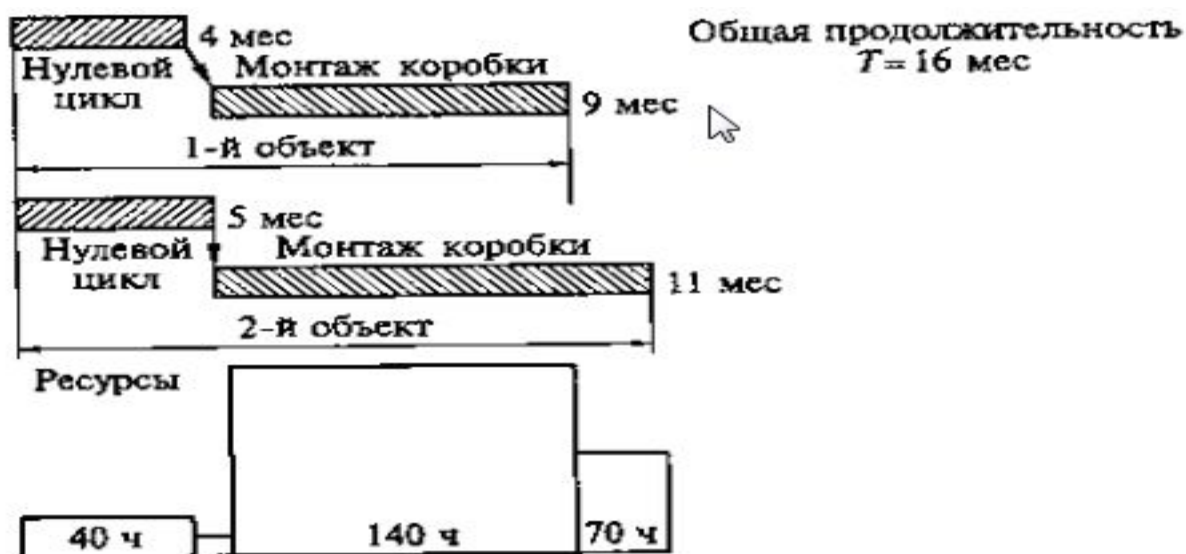 4 мес
Нулевой
цикл
Монтаж коробки
9 мес
Общая продолжительность
T = 16 мес
1-й объект
5 мес
Нулевой
цикл
Монтаж коробки
11 мес
2-й объект
Ресурсы
40 ч
140 ч
70 ч